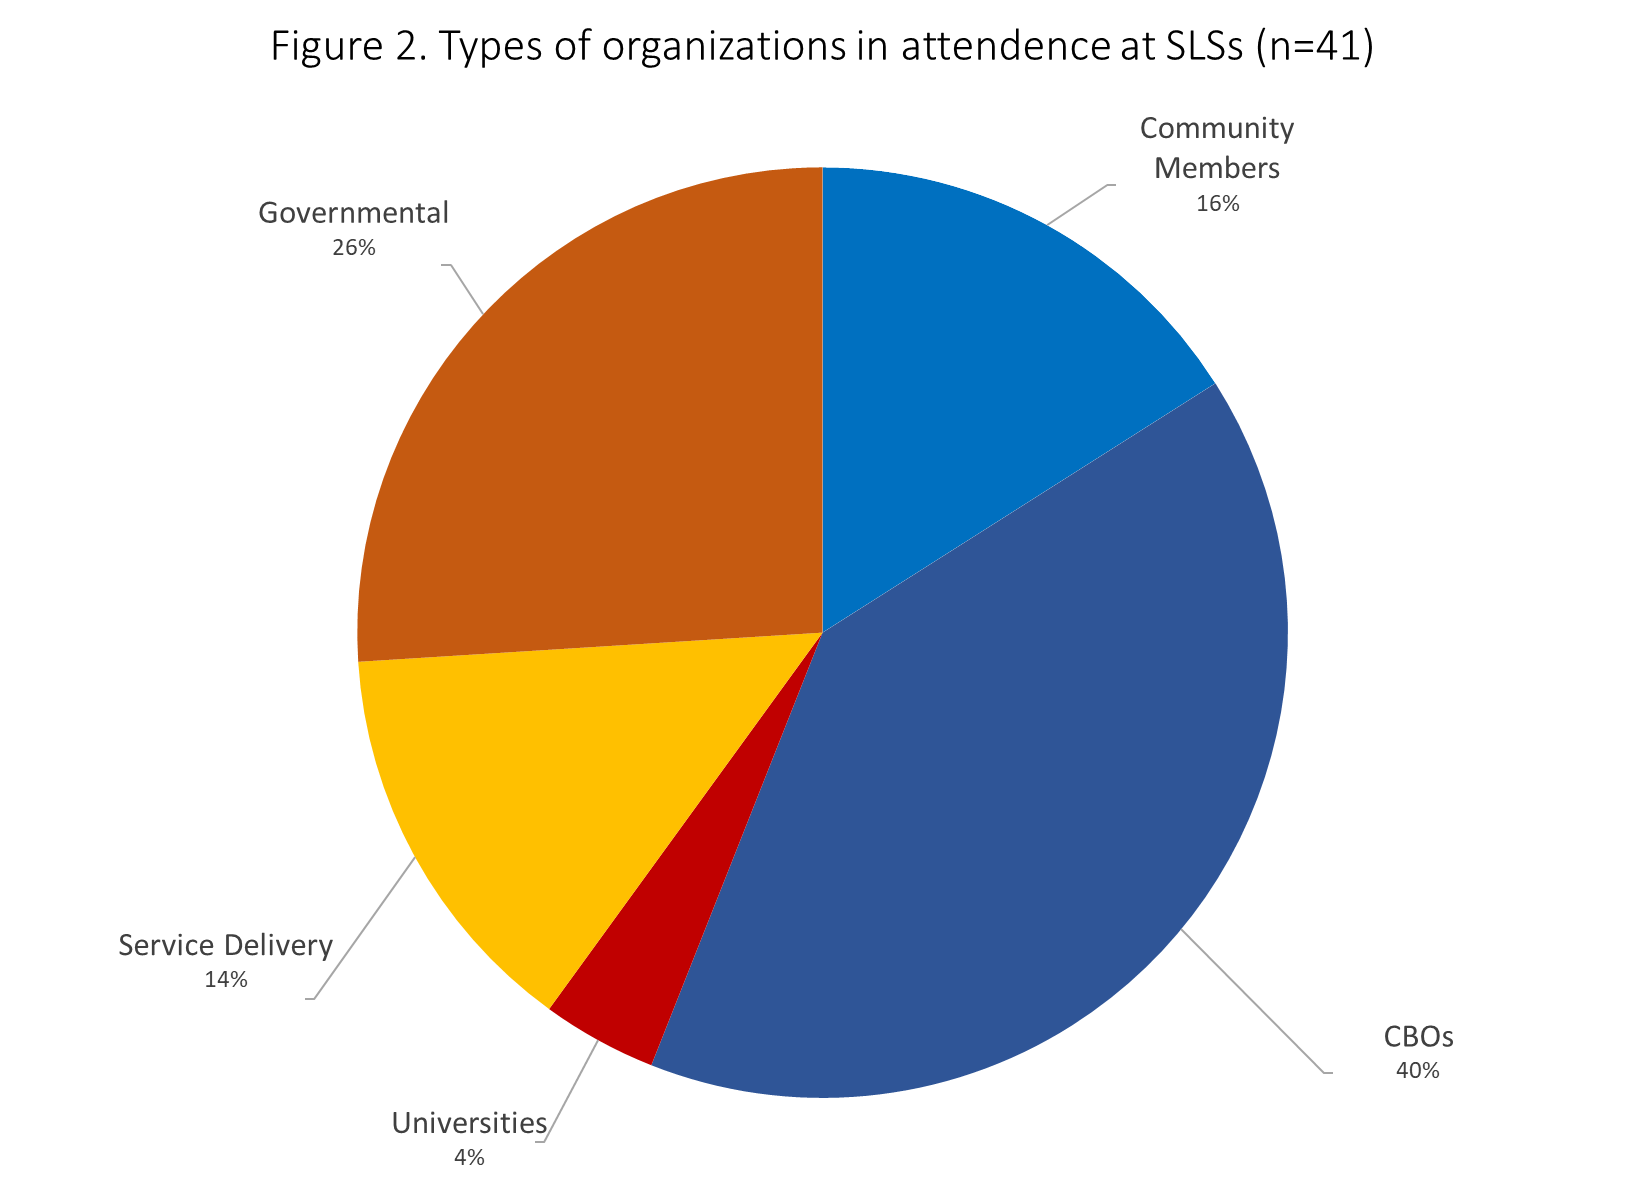 Figure 2. Types of organizations in attendence at SLSs (n=41)
Community
Members
16%
Governmental
26%
Service Delivery
14%
CBOs
40%
Universities
4%